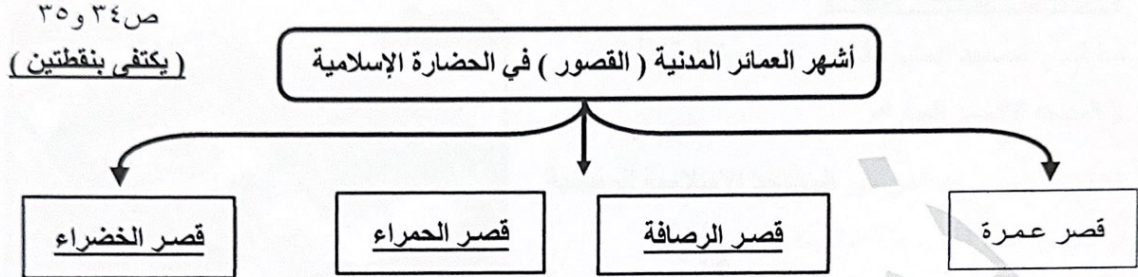 ص٣٤ و٣٥
( يكتفى بنقطتين )
أشهر العمائر المدنية ( القصور ) في الحضارة الإسلامية
قصر عمرة
قصر الرصافة
قصر الحمراء
قصر الخضراء